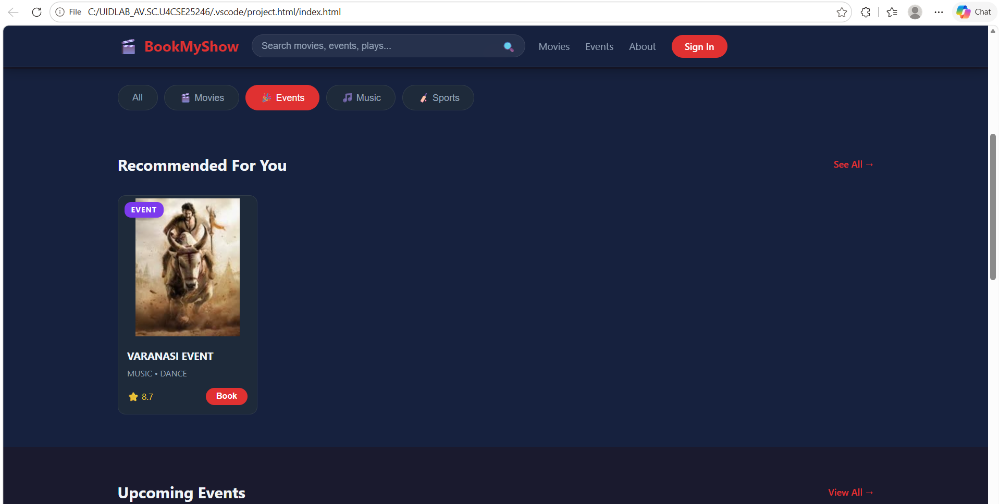 File C:/UIDLAB_AV.SC.U4CSE25246/.vscode/project.html/index.html
Chat
BookMyShow
Search movies, events, plays...
Movies Events About Sign In
All Movies Events Music Sports
Recommended For You See All →
EVENT
VARANASI EVENT
MUSIC • DANCE
8.7 Book
Upcoming Events View All →